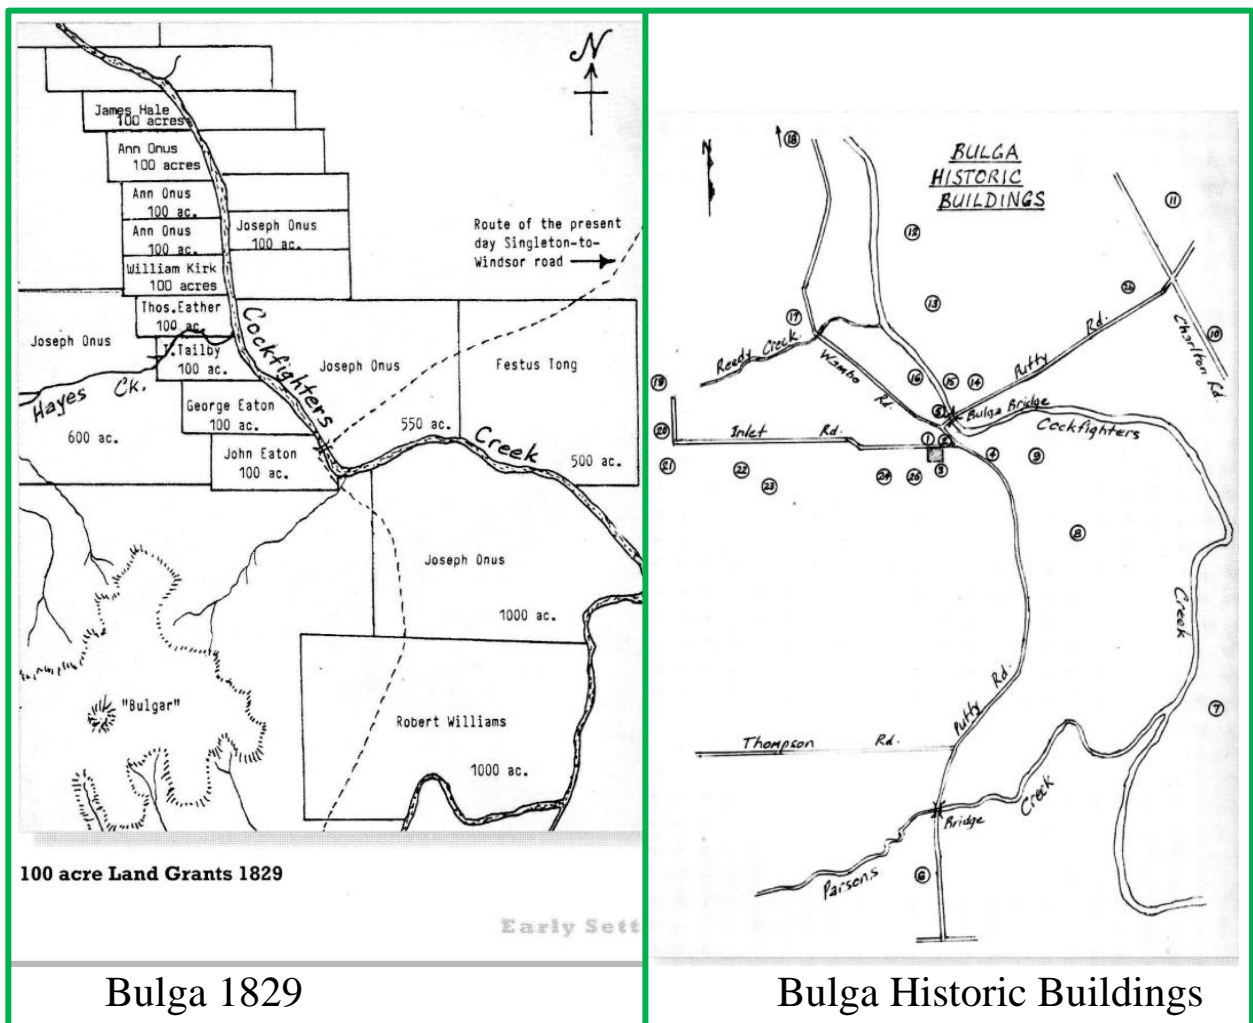 N
James Hale
100 acres
Ann Onus
100 acres
Ann Onus
100 ac.
Ann Onus
100 ac.
Joseph Onus
100 ac.
William Kirk
100 acres
Thos.Eather
100 ac.
Joseph Onus
600 ac.
Hayes Ck.
Tailby
100 ac.
George Eaton
100 ac.
John Eaton
100 ac.
Cockfighters
Creek
Route of the present
day Singleton-to-
Windsor road
Joseph Onus
550 ac.
Festus Tong
500 ac.
Joseph Onus
1000 ac.
Robert Williams
1000 ac.
"Bulgar"
100 acre Land Grants 1829
Early Sett
Bulga 1829
N
BULGA
HISTORIC
BUILDINGS
18
11
12
13
26
10
Charlton Rd.
17
Reedy Creek.
Wambo Rd.
Putty Rd.
16
15
14
5
Bulga Bridge
Cockfighters
Creek
19
20
21
Inlet Rd.
22
23
24
1
3
4
9
8
7
Putty Rd.
Thompson Rd.
Bridge
Parsons Creek
6
Bulga Historic Buildings